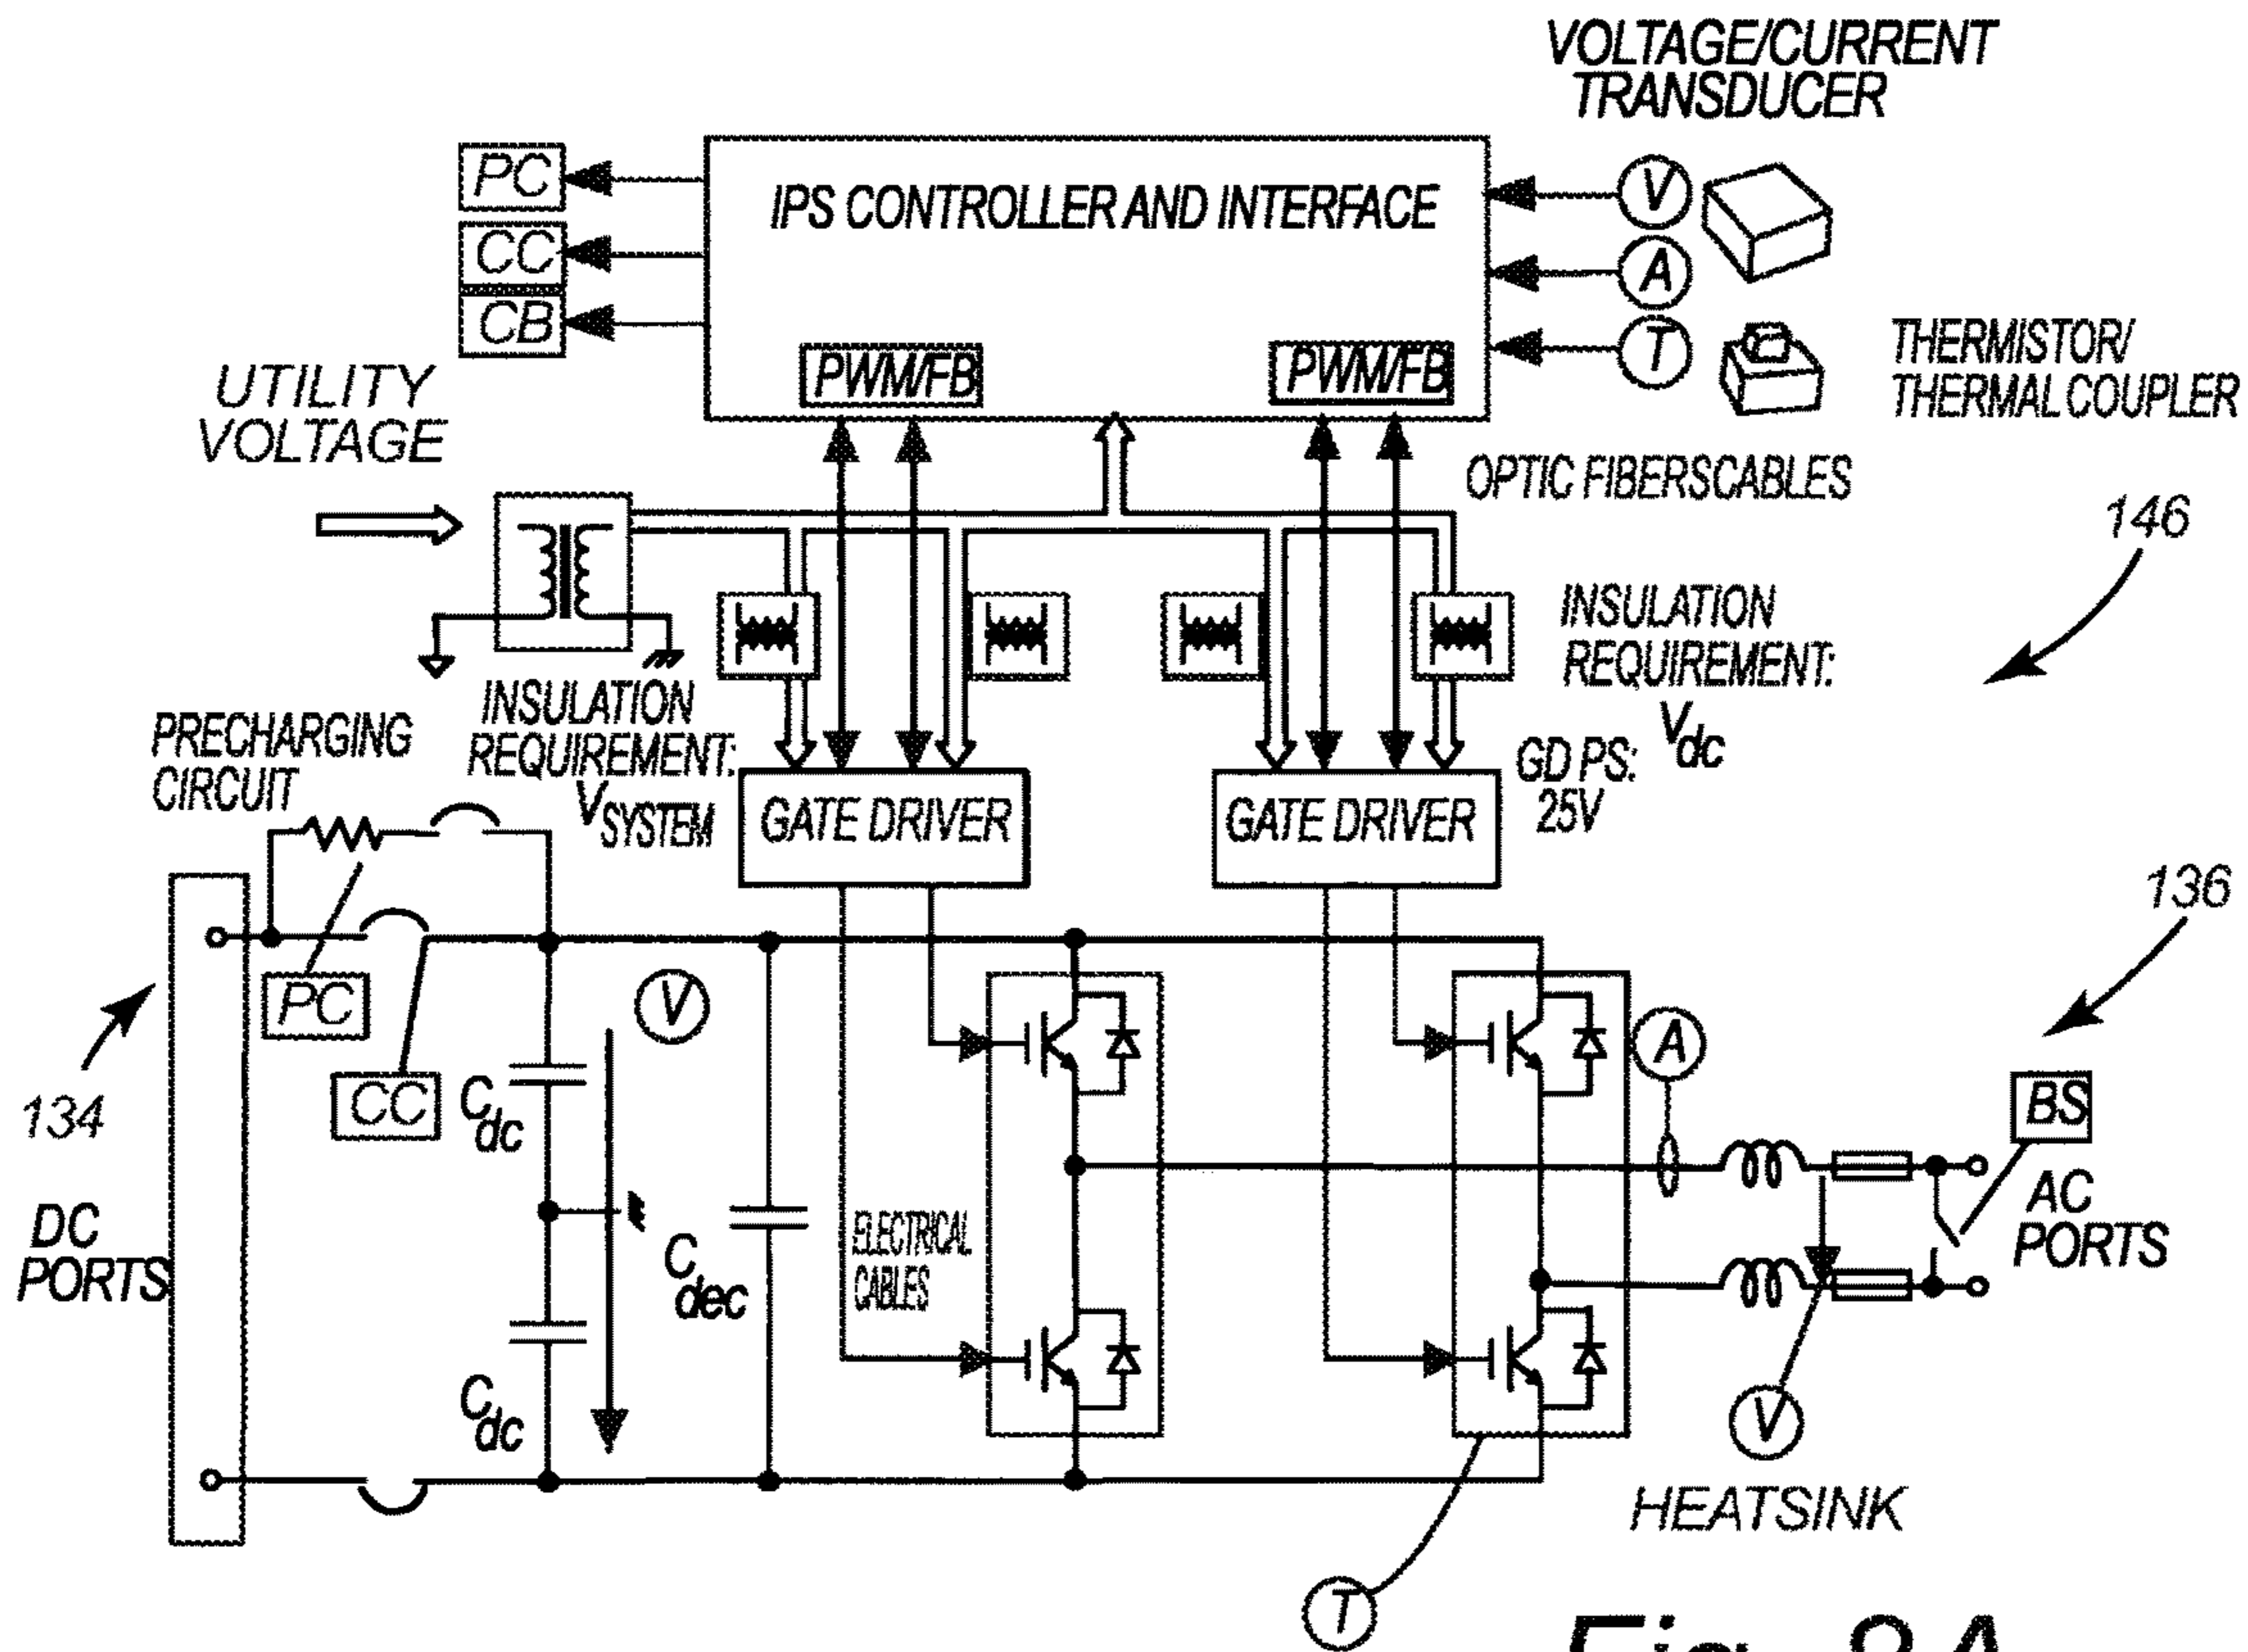 VOLTAGE/CURRENT
TRANSDUCER
PC
CC
CB
IPS CONTROLLER AND INTERFACE
V
A
T
PWM/FB
PWM/FB
THERMISTOR/
THERMAL COUPLER
UTILITY
VOLTAGE
OPTIC FIBERSCABLES
146
INSULATION
REQUIREMENT:
Vdc
INSULATION
REQUIREMENT:
VSYSTEM
PRECHARGING
CIRCUIT
GATE DRIVER
GATE DRIVER
GD PS:
25V
136
134
PC
CC
V
A
BS
Cdc
Cdec
Cdc
ELECTRICAL
CABLES
DC
PORTS
AC
PORTS
V
HEATSINK
T
Fig. 8A